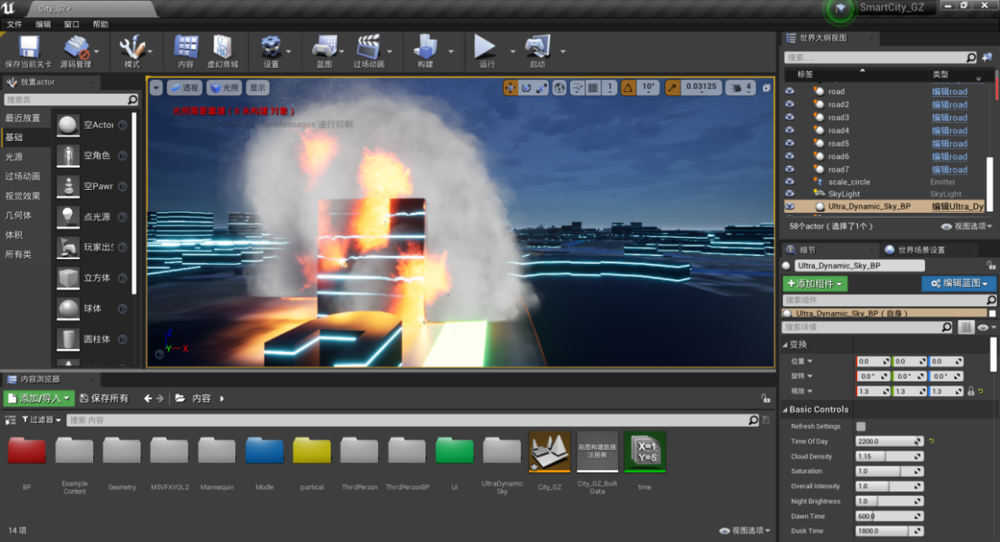 City_GZ*
SmartCity_GZ
文件 编辑 窗口 帮助
保存当前关卡 源码管理 模式 内容 虚幻商城 设置 蓝图 过场动画 构建 运行 启动
放置actor
搜索类
最近放置
基础
光源
过场动画
视觉效果
几何体
体积
所有类
空Actor
空角色
空Pawn
点光源
玩家出
立方体
球体
圆柱体
透视 光照 显示
10° 0.03125 4
1
光照需要重建 ( 6 未构建 对象 )
enMessages'进行抑制
Z
Y X
世界大纲视图
搜索......
标签 类型
road 编辑road
road2 编辑road
road3 编辑road
road4 编辑road
road5 编辑road
road6 编辑road
road7 编辑road
scale_circle Emitter
SkyLight SkyLight
Ultra_Dynamic_Sky_BP 编辑Ultra_Dy
58个actor ( 选择了1个 ) 视图选项
细节 世界场景设置
Ultra_Dynamic_Sky_BP
添加组件 编辑蓝图
搜索组件
Ultra_Dynamic_Sky_BP ( 自身 )
搜索详情
变换
位置 0.0 0.0 0.0
旋转 0.0° 0.0° 0.0°
缩放 1.3 1.3 1.3
Basic Controls
Refresh Settings
Time Of Day 2200.0
Cloud Density 1.15
Saturation 1.0
Overall Intensity 1.0
Night Brightness 1.0
Dawn Time 600.0
Dusk Time 1800.0
内容浏览器
添加/导入 保存所有 内容
过滤器 搜索 内容
BP
Example Content
Geometry
M5VFXVOL2
Mannequin
Modle
partical
ThirdPerson
ThirdPersonBP
UI
UltraDynamic Sky
City_GZ
贴图构建数据
注册表
City_GZ_Built Data
X=1
Y=5
time
14 项 视图选项